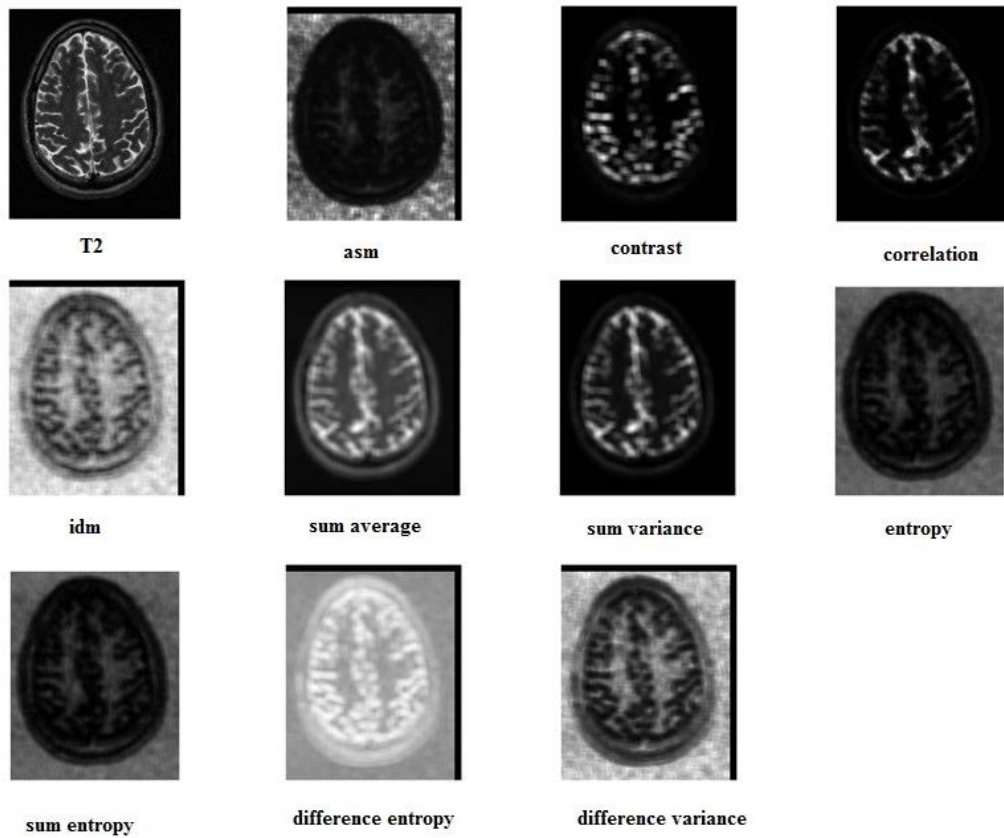 T2
asm
contrast
correlation
idm
sum average
sum variance
entropy
sum entropy
difference entropy
difference variance